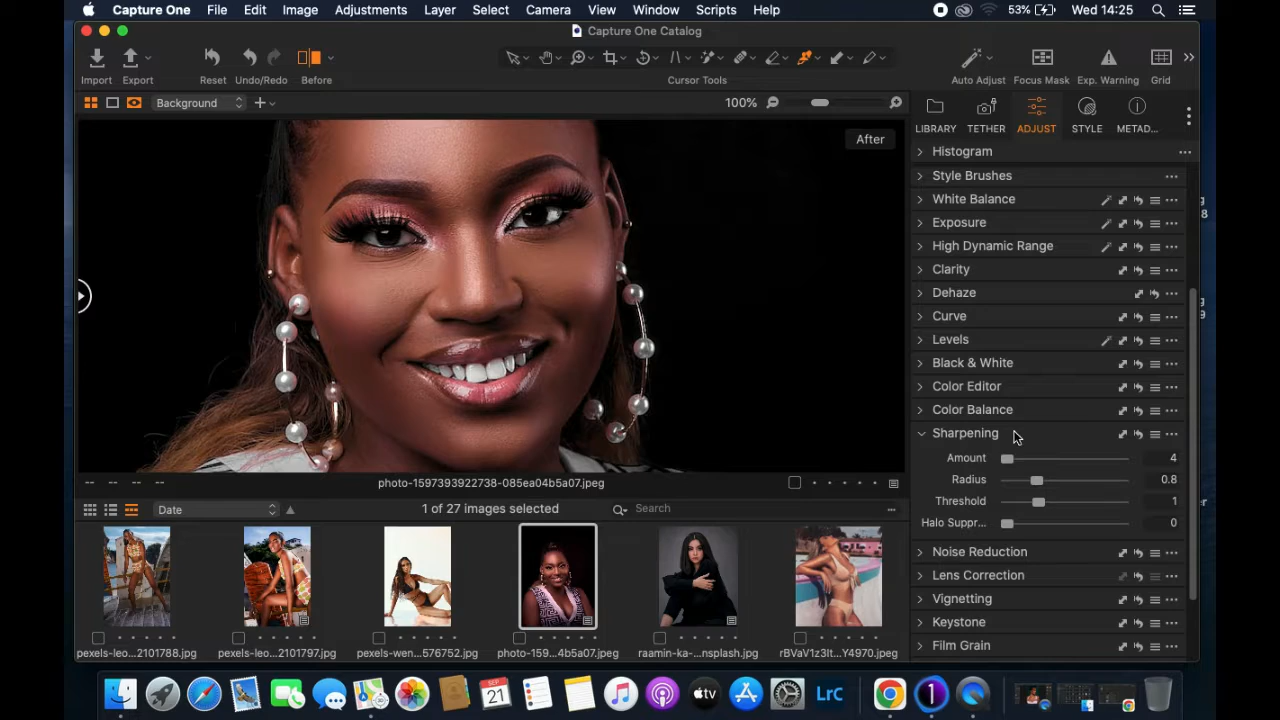 Capture One File Edit Image Adjustments Layer Select Camera View Window Scripts Help 53% Wed 14:25
Capture One Catalog
Import Export Reset Undo/Redo Before Cursor Tools Auto Adjust Focus Mask Exp. Warning Grid
Background 100%
LIBRARY TETHER ADJUST STYLE METAD...
After
Histogram
Style Brushes
White Balance
Exposure
High Dynamic Range
Clarity
Dehaze
Curve
Levels
Black & White
Color Editor
Color Balance
Sharpening
Amount 4
Radius 0.8
Threshold 1
Halo Suppr... 0
Noise Reduction
Lens Correction
Vignetting
Keystone
Film Grain
-- -- -- -- photo-1597393922738-085ea04b5a07.jpeg
Date 1 of 27 images selected Search
pexels-leo...2101788.jpg pexels-leo...2101797.jpg pexels-wen...576752.jpg photo-159...4b5a07.jpeg raamin-ka-...nsplash.jpg rBVaV1z3It...Y4970.jpeg
SEP
21
tv
LrC
1